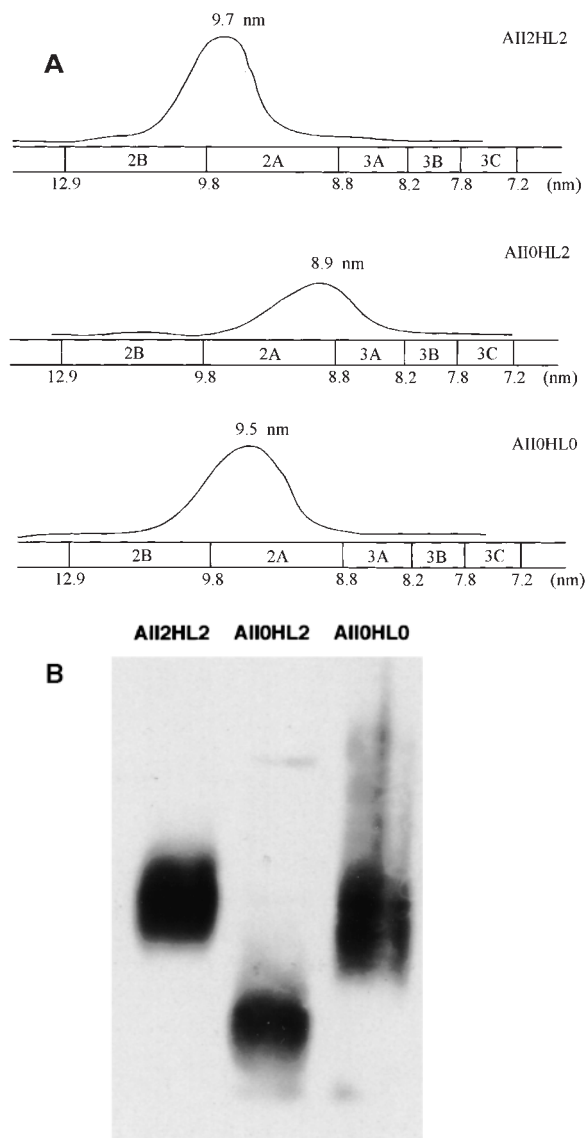 9.7 nm
A
AII2HL2
2B 2A 3A 3B 3C
12.9 9.8 8.8 8.2 7.8 7.2 (nm)
8.9 nm
AII0HL2
2B 2A 3A 3B 3C
12.9 9.8 8.8 8.2 7.8 7.2 (nm)
9.5 nm
AII0HL0
2B 2A 3A 3B 3C
12.9 9.8 8.8 8.2 7.8 7.2 (nm)
AII2HL2 AII0HL2 AII0HL0
B